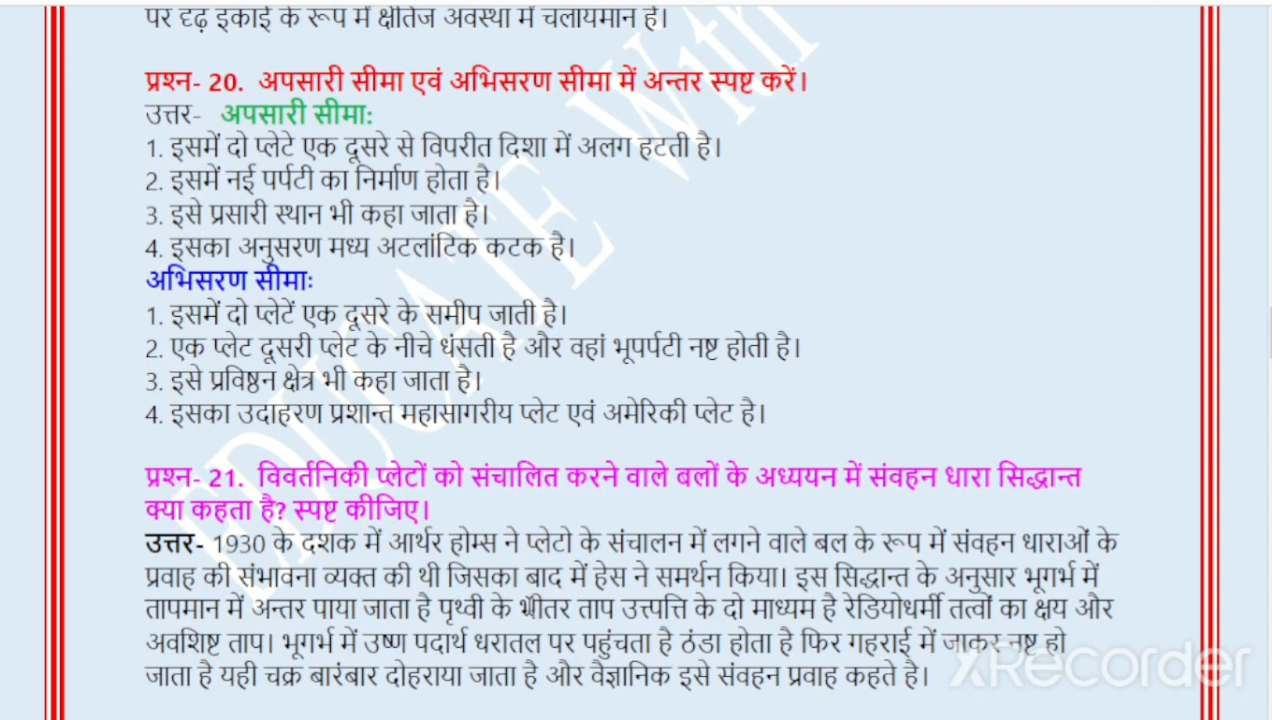 पर दृढ़ इकाई के रूप में क्षैतिज अवस्था में चलायमान है।
प्रश्न- 20. अपसारी सीमा एवं अभिसरण सीमा में अन्तर स्पष्ट करें।
उत्तर- अपसारी सीमा:
1. इसमें दो प्लेटे एक दूसरे से विपरीत दिशा में अलग हटती है।
2. इसमें नई पर्पटी का निर्माण होता है।
3. इसे प्रसारी स्थान भी कहा जाता है।
4. इसका अनुसरण मध्य अटलांटिक कटक है।
अभिसरण सीमाः
1. इसमें दो प्लेटें एक दूसरे के समीप जाती है।
2. एक प्लेट दूसरी प्लेट के नीचे धंसती है और वहां भूपर्पटी नष्ट होती है।
3. इसे प्रविष्ठन क्षेत्र भी कहा जाता है।
4. इसका उदाहरण प्रशान्त महासागरीय प्लेट एवं अमेरिकी प्लेट है।
प्रश्न- 21. विवर्तनिकी प्लेटों को संचालित करने वाले बलों के अध्ययन में संवहन धारा सिद्धान्त
क्या कहता है? स्पष्ट कीजिए।
उत्तर- 1930 के दशक में आर्थर होम्स ने प्लेटो के संचालन में लगने वाले बल के रूप में संवहन धाराओं के
प्रवाह की संभावना व्यक्त की थी जिसका बाद में हेस ने समर्थन किया। इस सिद्धान्त के अनुसार भूगर्भ में
तापमान में अन्तर पाया जाता है पृथ्वी के भीतर ताप उत्त्पत्ति के दो माध्यम है रेडियोधर्मी तत्वों का क्षय और
अवशिष्ट ताप। भूगर्भ में उष्ण पदार्थ धरातल पर पहुंचता है ठंडा होता है फिर गहराई में जाकर नष्ट हो
जाता है यही चक्र बारंबार दोहराया जाता है और वैज्ञानिक इसे संवहन प्रवाह कहते है।
EDUCATE With
XRecorder